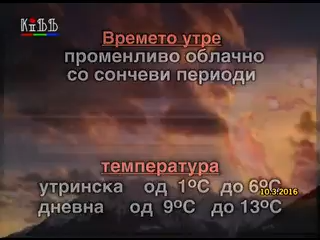 КТББ
Времето утре
променливо облачно
со сончеви периоди
температура
утринска од 1°C до 6°C
10.3.2016
дневна од 9°C до 13°C